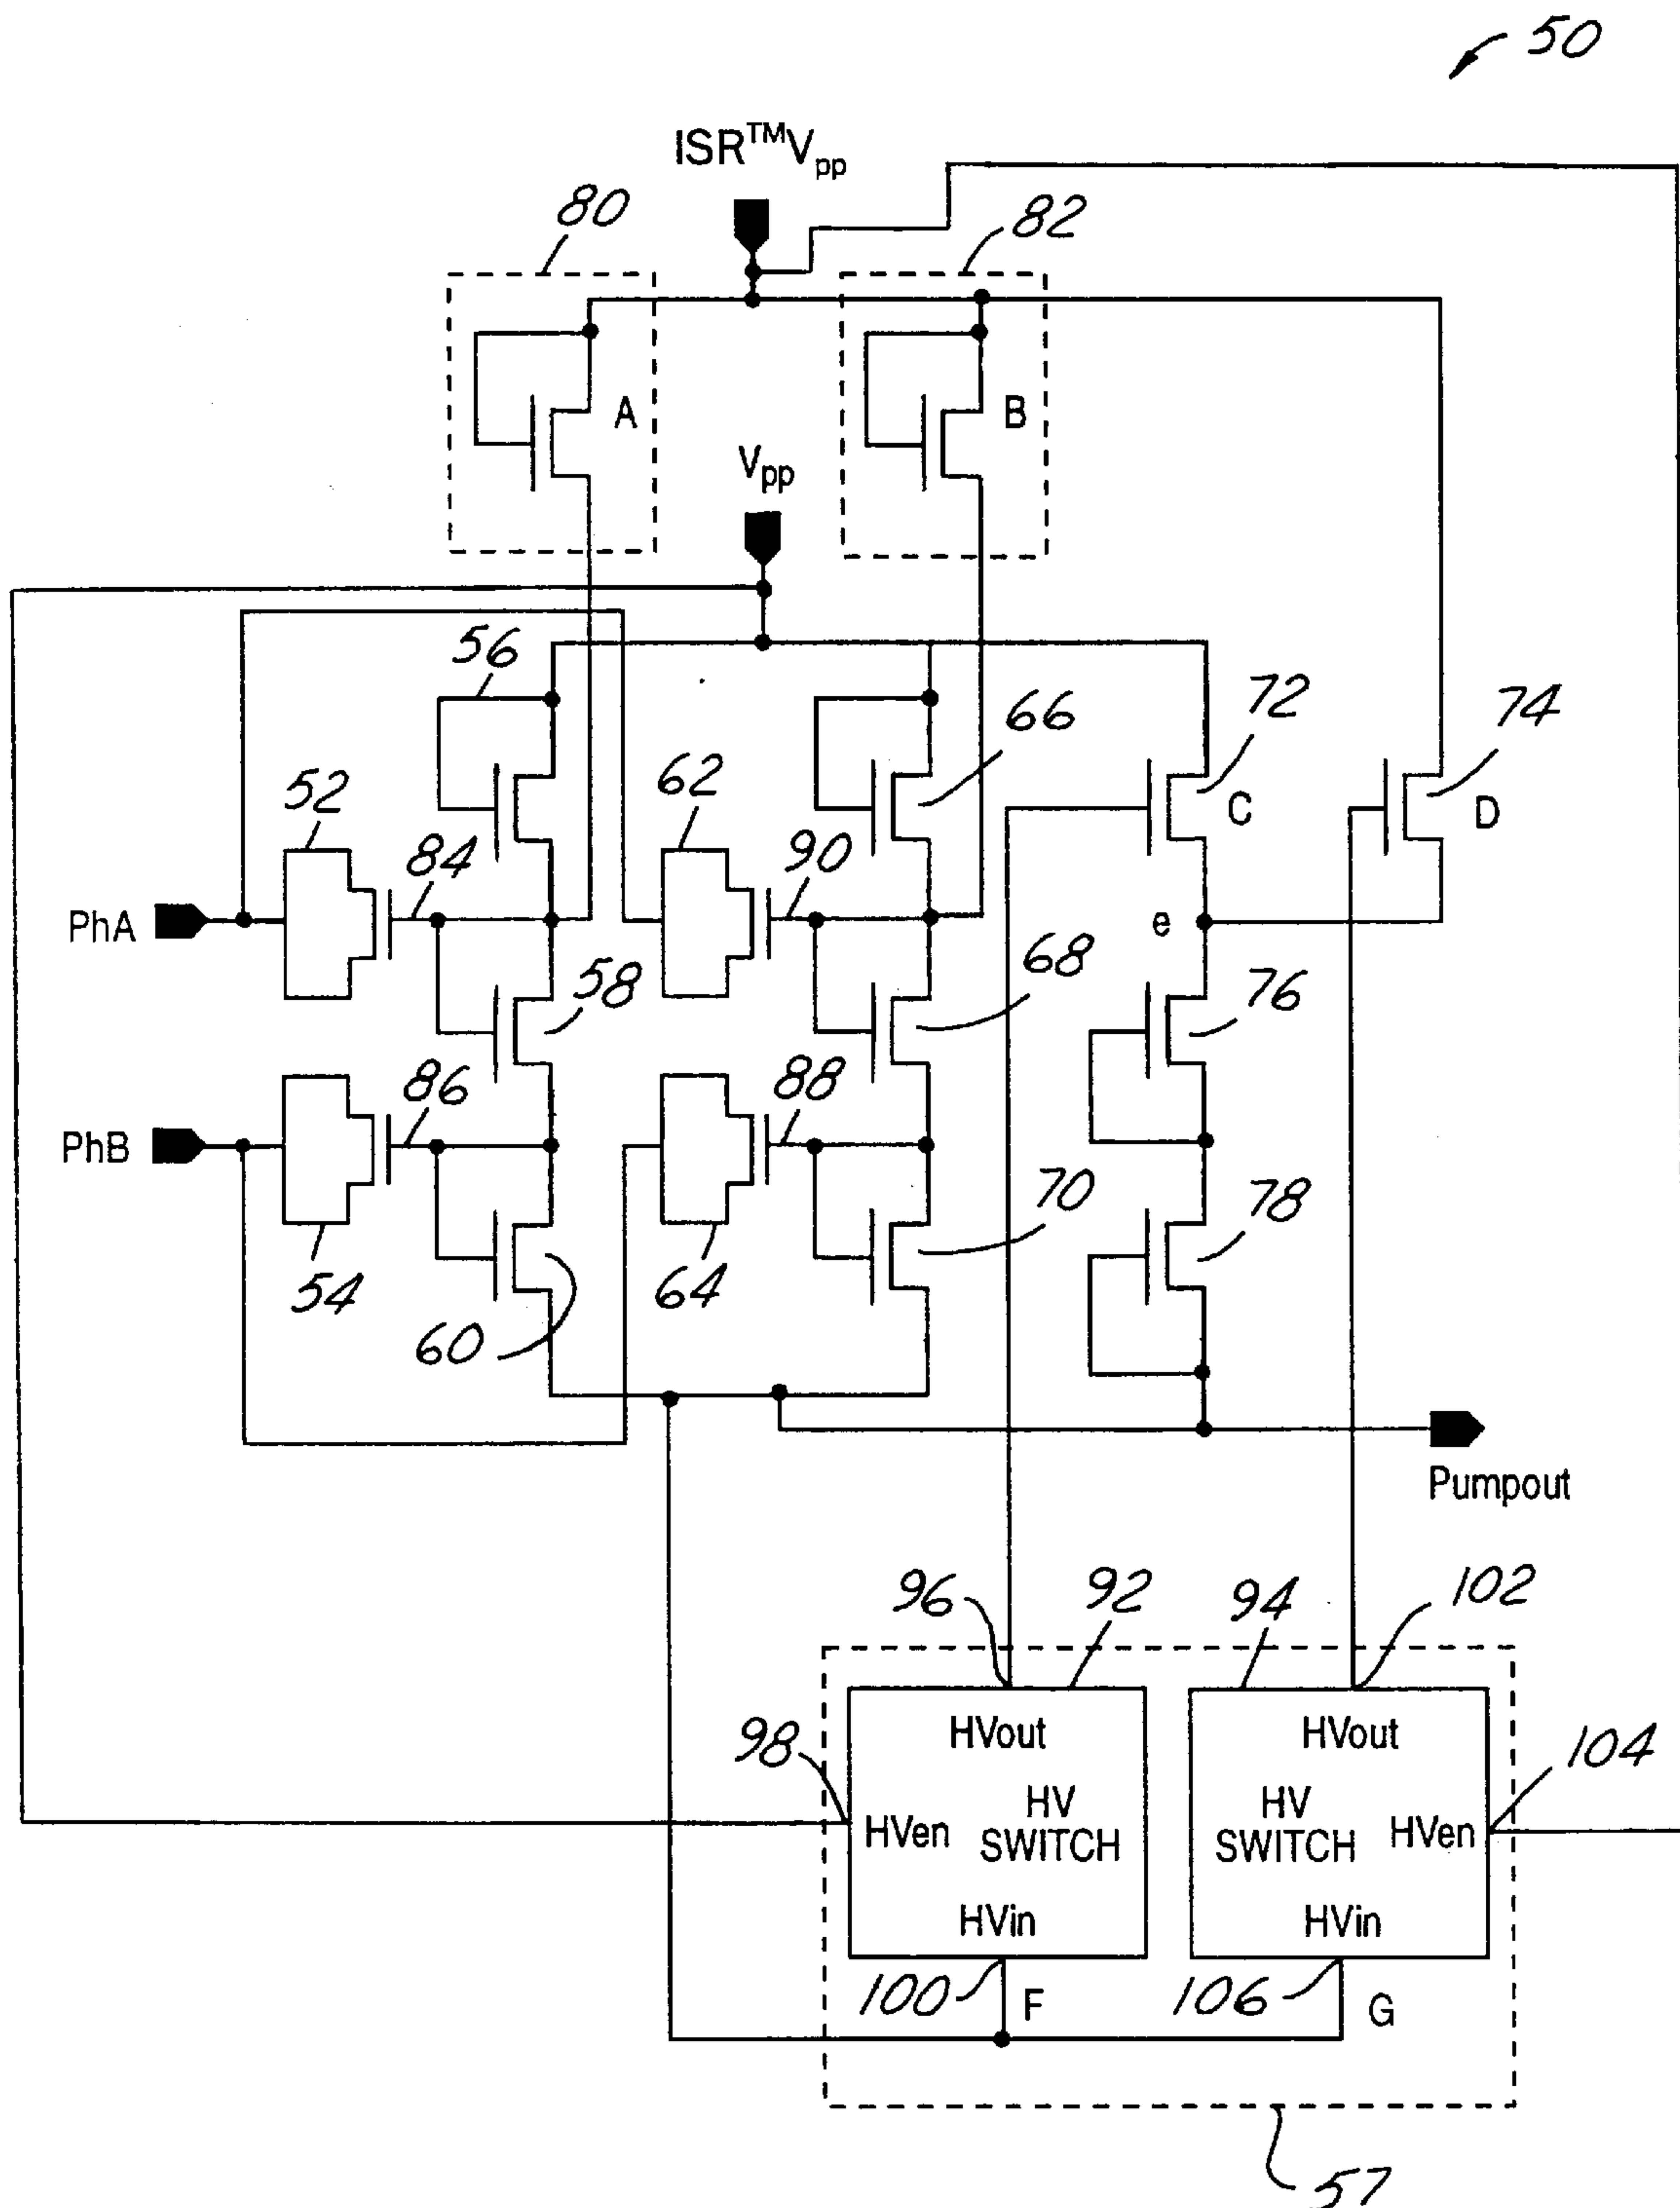 50
ISR™Vpp
80
82
A
B
Vpp
56
66
72
74
52
62
C
D
84
90
PhA
e
58
68
76
86
88
PhB
70
78
54
64
60
Pumpout
96
92
94
102
98
HVout
HVout
104
HVen
HV
SWITCH
HV
SWITCH
HVen
HVin
HVin
100
F
106
G
57